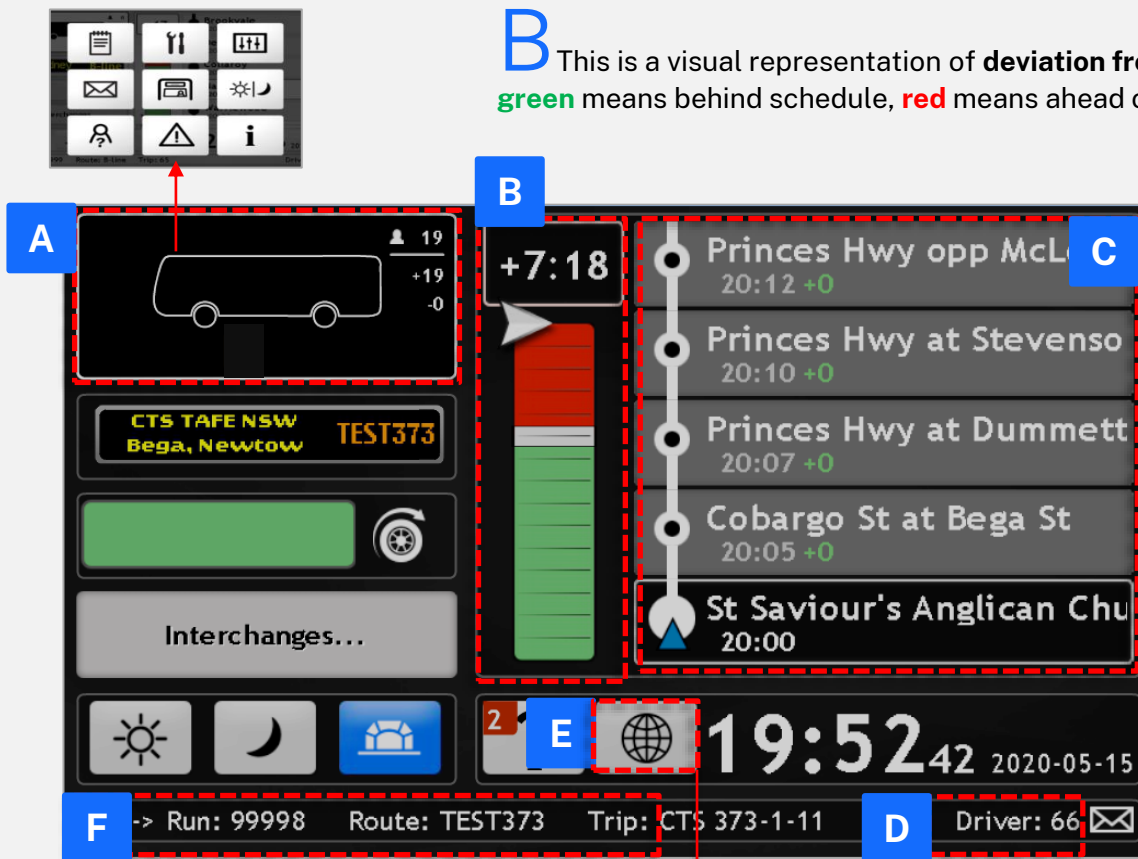 B This is a visual representation of deviation fr
green means behind schedule, red means ahead
A
B
C
19
+19
-0
+7:18
Princes Hwy opp McL
20:12 +0
Princes Hwy at Stevenso
20:10 +0
Princes Hwy at Dummett
20:07 +0
Cobargo St at Bega St
20:05 +0
St Saviour's Anglican Chu
20:00
CTS TAFE NSW
Bega, Newtow
TEST373
Interchanges...
2
E
19:52 42 2020-05-15
F
-> Run: 99998 Route: TEST373 Trip: CTS 373-1-11
D
Driver: 66